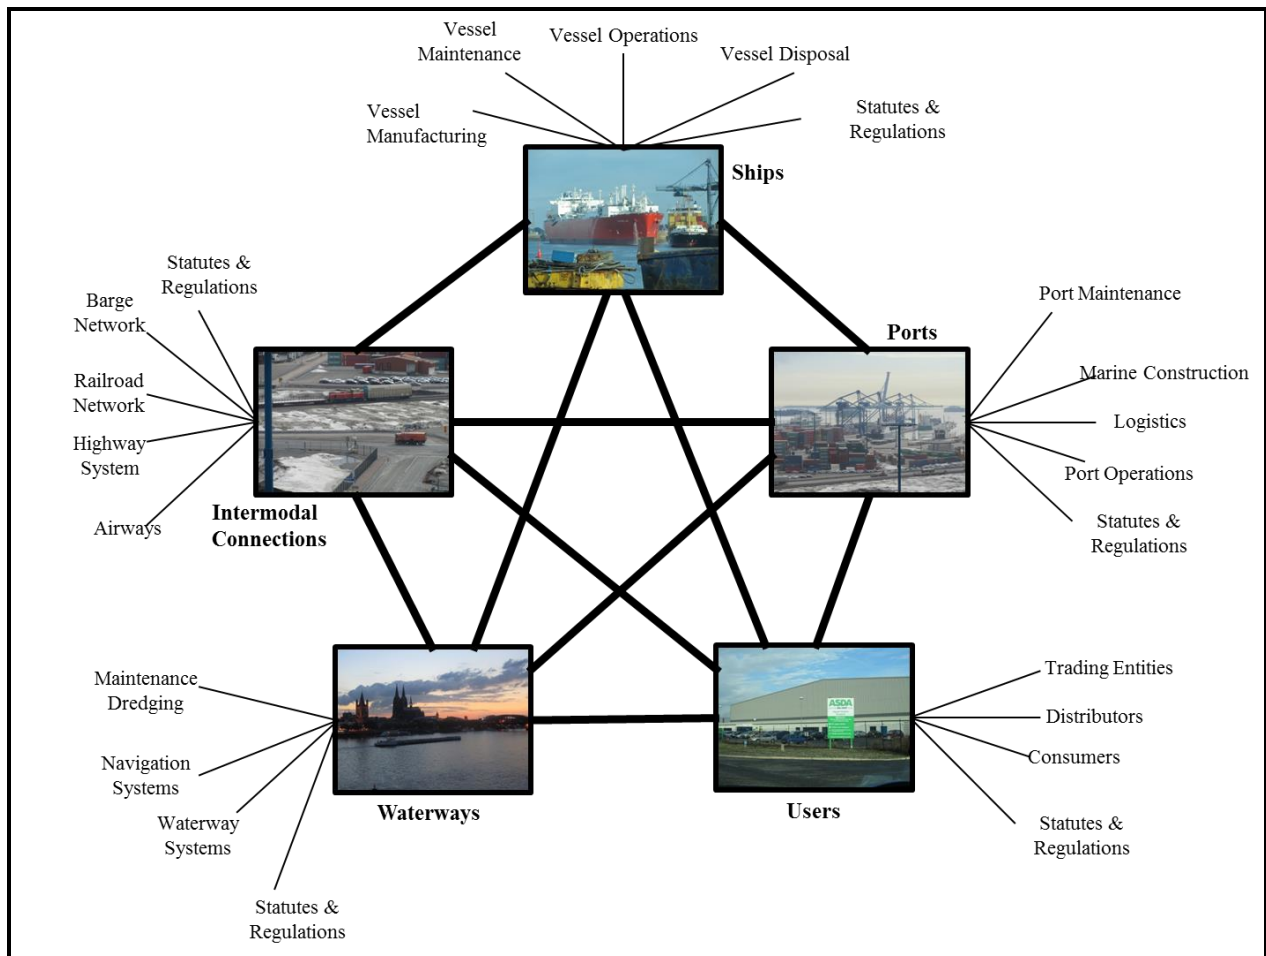 Vessel
Maintenance
Vessel Operations
Vessel Disposal
Vessel
Manufacturing
Statutes &
Regulations
Ships
Statutes &
Regulations
Barge
Network
Railroad
Network
Highway
System
Airways
Intermodal
Connections
Port Maintenance
Ports
Marine Construction
Logistics
Port Operations
Statutes &
Regulations
Maintenance
Dredging
Navigation
Systems
Waterway
Systems
Statutes &
Regulations
Waterways
ASDA
Users
Trading Entities
Distributors
Consumers
Statutes &
Regulations